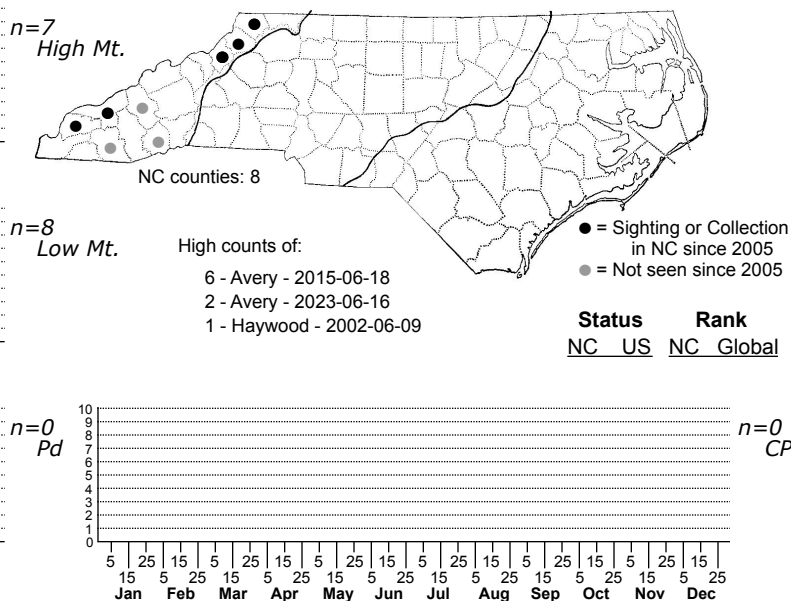 n=7
High Mt.
NC counties: 8
n=8
Low Mt.
High counts of:
6 - Avery - 2015-06-18
2 - Avery - 2023-06-16
1 - Haywood - 2002-06-09
● = Sighting or Collection
in NC since 2005
● = Not seen since 2005
Status Rank
NC US NC Global
n=0
Pd
10
9
8
7
6
5
4
3
2
1
0
n=0
CP
5 25 15 5 25 15 5 25 15 5 25 15 5 25 15 5 25 15
15 5 25 15 5 25 15 5 25 15 5 25 15 5 25 15 5 25
Jan Feb Mar Apr May Jun Jul Aug Sep Oct Nov Dec